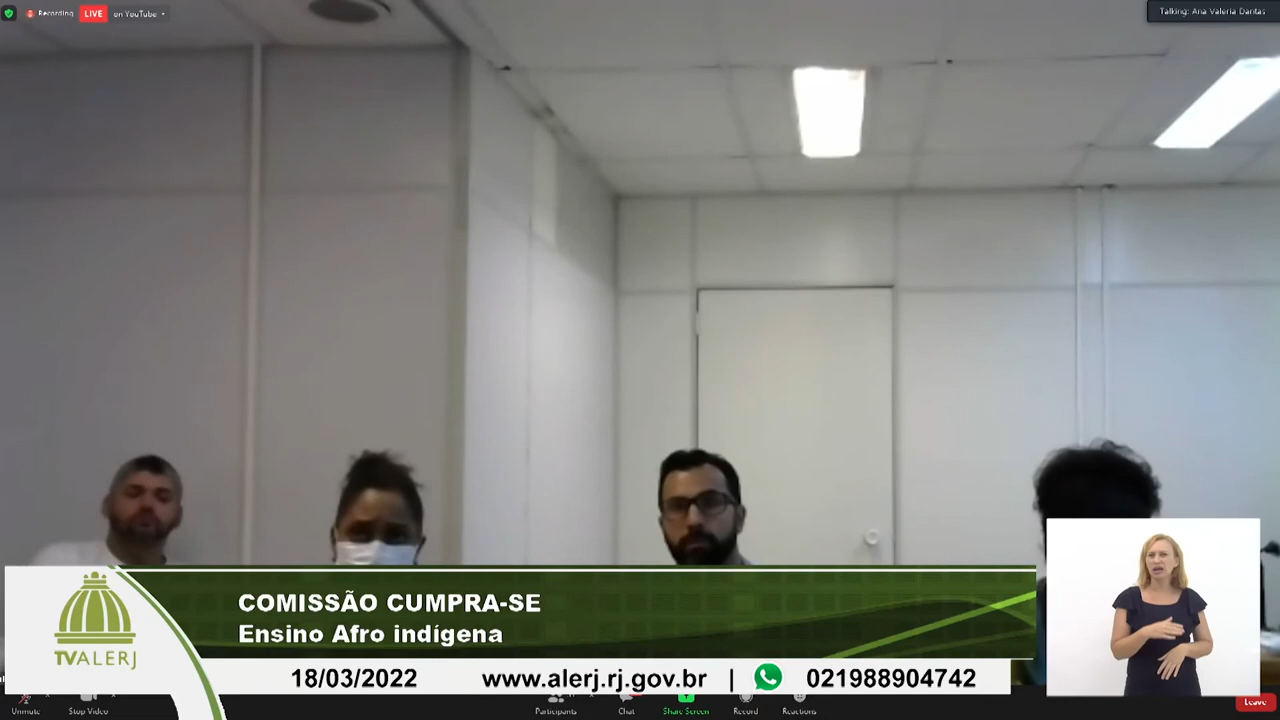 Recording
LIVE
on YouTube
Talking: Ana Valeria Dantas
COMISSÃO CUMPRA-SE
Ensino Afro indígena
TVALERJ
18/03/2022 www.alerj.rj.gov.br | 021988904742
Unmute
Stop Video
Participants
Chat
Share Screen
Record
Reactions
Leave